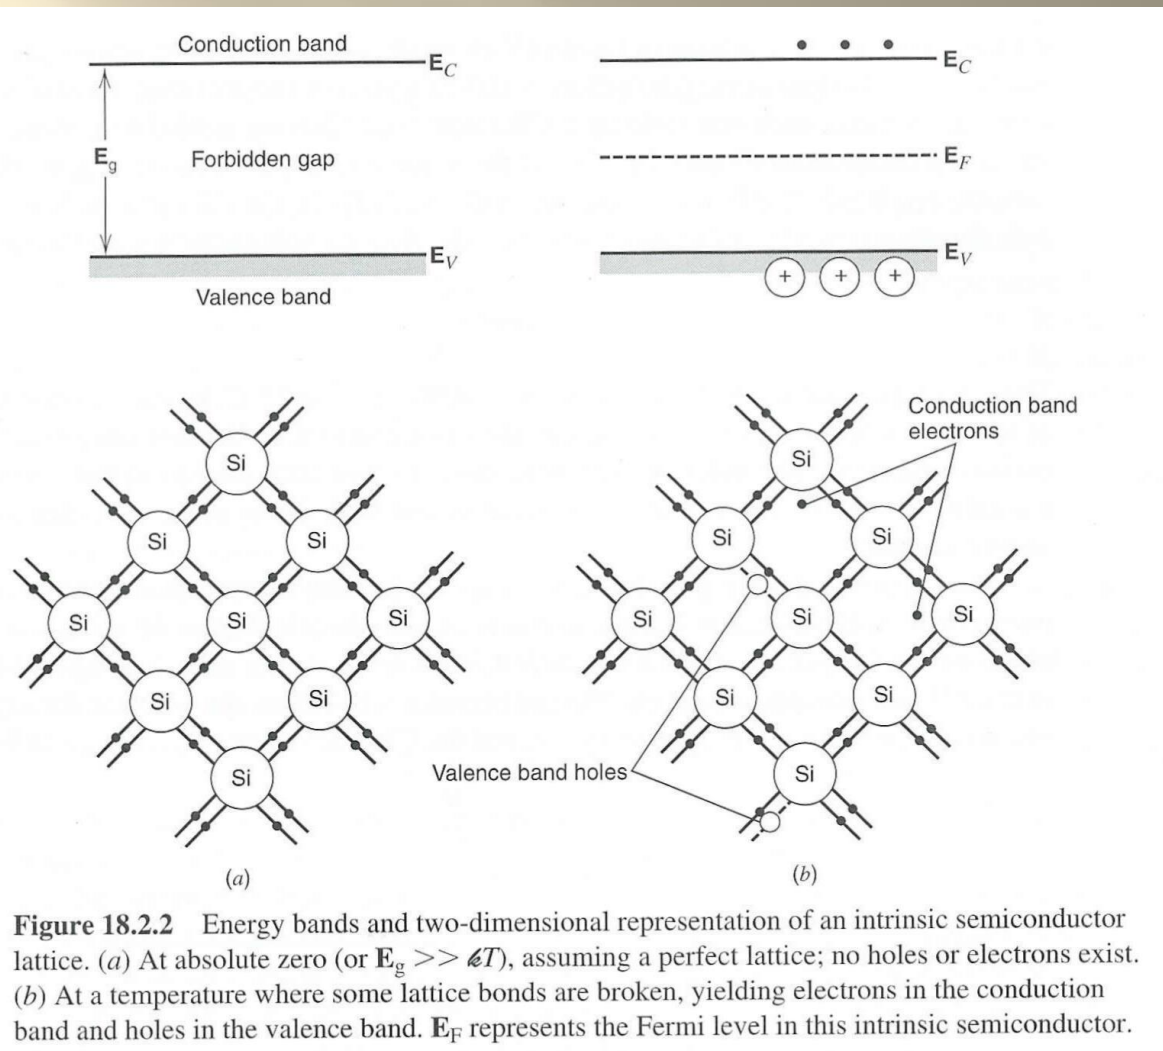 Conduction band
E_C
E_g
Forbidden gap
E_V
Valence band
E_C
E_F
E_V
+ + +
Si
Si Si
Si Si Si
Si Si
Si
Conduction band
electrons
Si
Si Si
Si Si Si
Si Si
Si
Valence band holes
(a)
(b)
Figure 18.2.2 Energy bands and two-dimensional representation of an intrinsic semiconductor
lattice. (a) At absolute zero (or E_g >> 𝓀T), assuming a perfect lattice; no holes or electrons exist.
(b) At a temperature where some lattice bonds are broken, yielding electrons in the conduction
band and holes in the valence band. E_F represents the Fermi level in this intrinsic semiconductor.